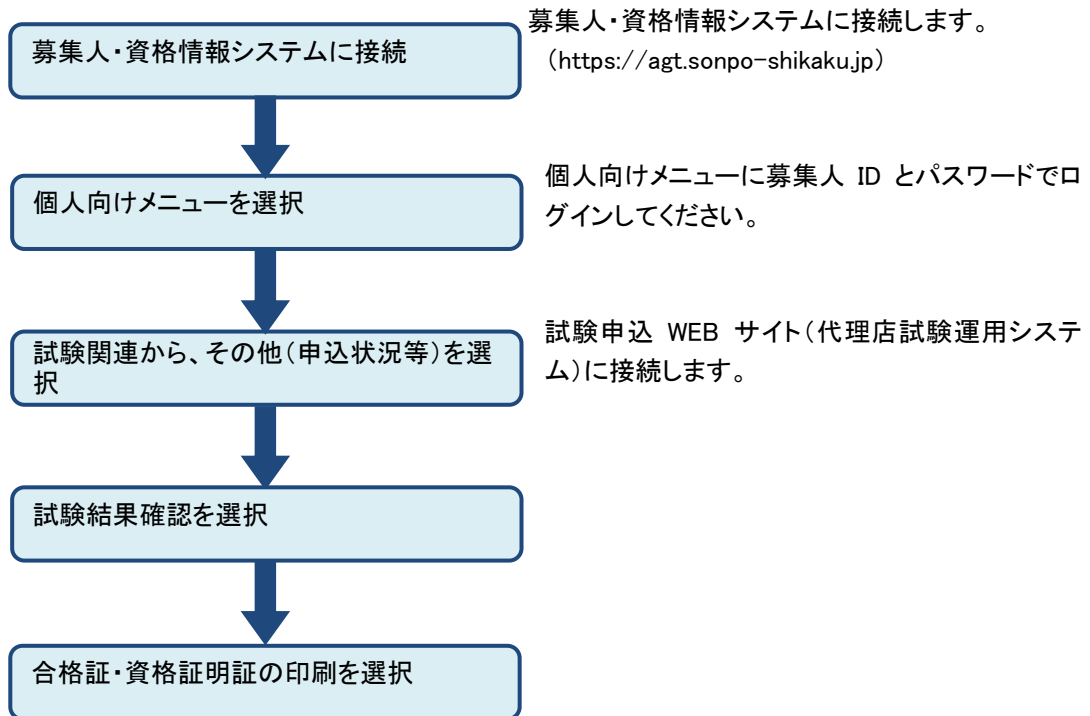 募集人・資格情報システムに接続
募集人・資格情報システムに接続します。
（https://agt.sonpo-shikaku.jp）
個人向けメニューを選択
個人向けメニューに募集人 ID とパスワードでロ
グインしてください。
試験関連から、その他（申込状況等）を選
択
試験申込 WEB サイト（代理店試験運用システ
ム）に接続します。
試験結果確認を選択
合格証・資格証明証の印刷を選択